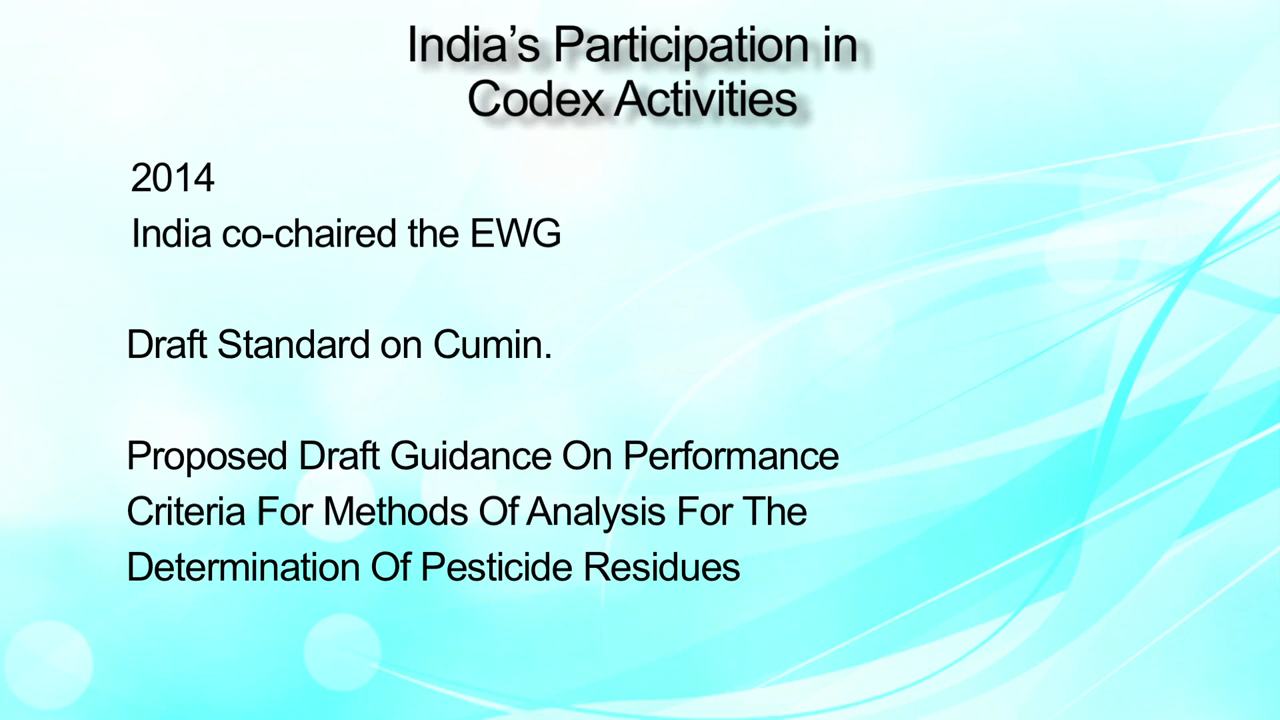 India’s Participation in
Codex Activities
2014
India co-chaired the EWG
Draft Standard on Cumin.
Proposed Draft Guidance On Performance
Criteria For Methods Of Analysis For The
Determination Of Pesticide Residues